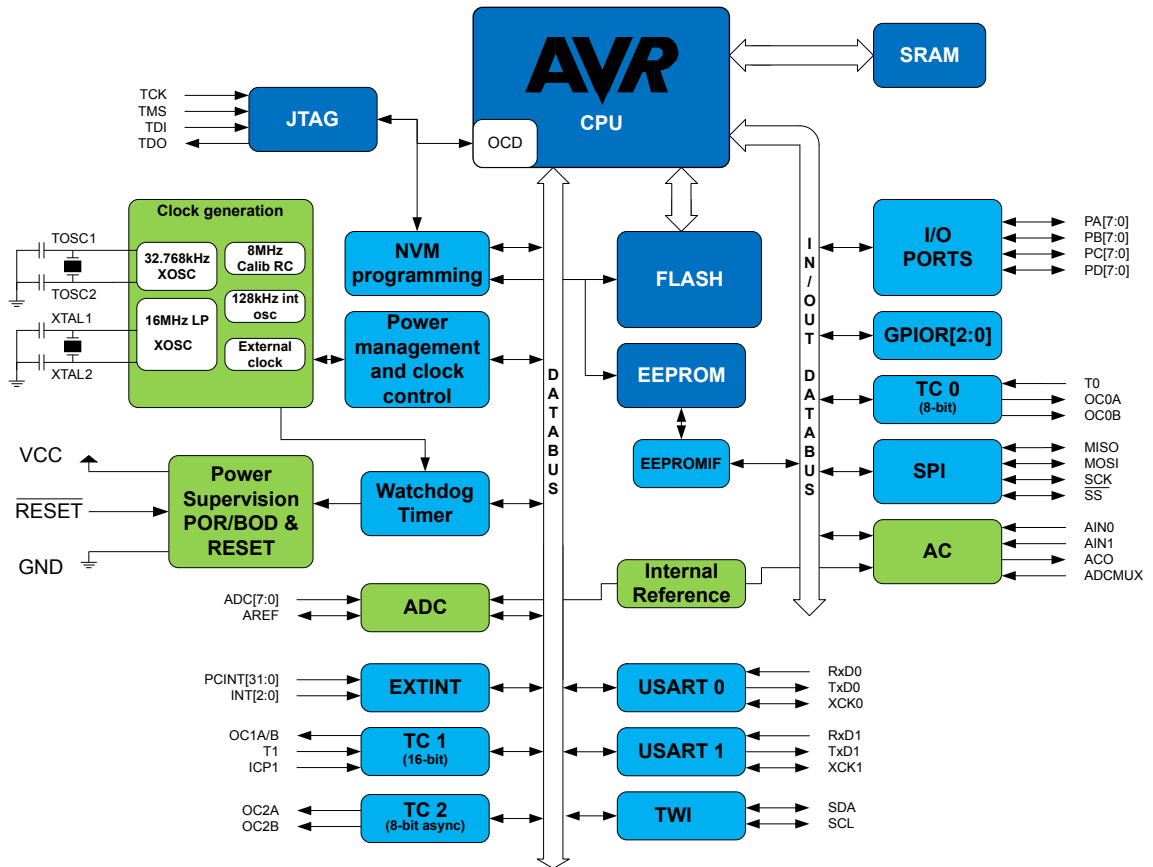 AVR
CPU
OCD
SRAM
TCK
TMS
TDI
TDO
JTAG
Clock generation
TOSC1
TOSC2
XTAL1
XTAL2
32.768kHz
XOSC
8MHz
Calib RC
16MHz LP
XOSC
128kHz int
osc
External
clock
NVM
programming
Power
management
and clock
control
FLASH
EEPROM
EEPROMIF
DATABUS
IN/OUT DATABUS
I/O
PORTS
PA[7:0]
PB[7:0]
PC[7:0]
PD[7:0]
GPIOR[2:0]
TC 0
(8-bit)
T0
OC0A
OC0B
SPI
MISO
MOSI
SCK
SS
AC
AIN0
AIN1
ACO
ADCMUX
VCC
RESET
GND
Power
Supervision
POR/BOD &
RESET
Watchdog
Timer
Internal
Reference
ADC[7:0]
AREF
ADC
PCINT[31:0]
INT[2:0]
EXTINT
OC1A/B
T1
ICP1
TC 1
(16-bit)
OC2A
OC2B
TC 2
(8-bit async)
USART 0
RxD0
TxD0
XCK0
USART 1
RxD1
TxD1
XCK1
TWI
SDA
SCL